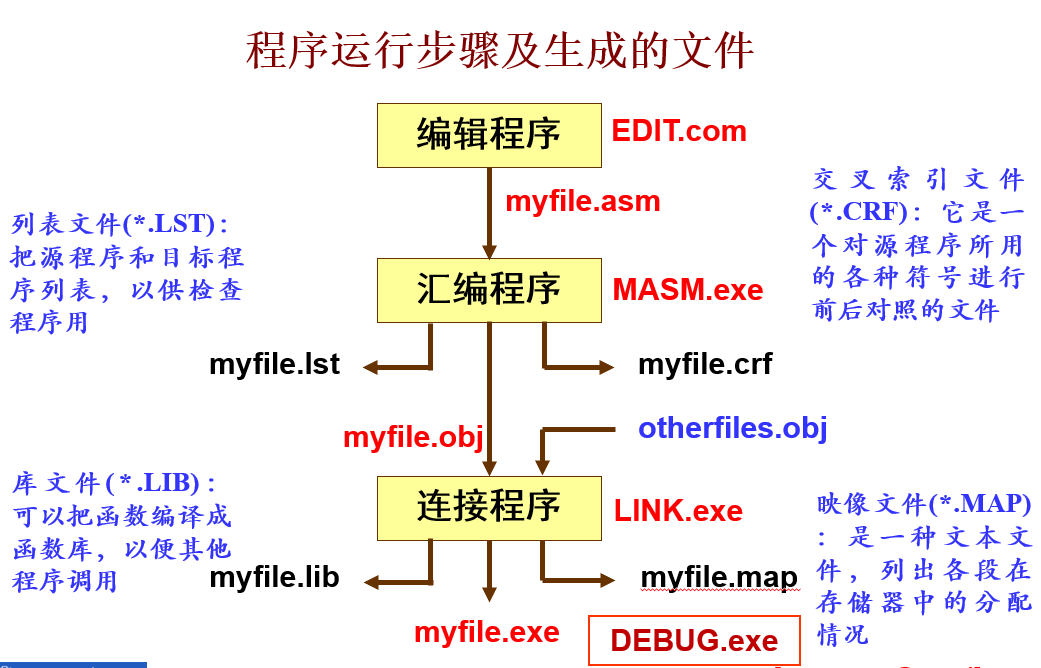 程序运行步骤及生成的文件
编辑程序
EDIT.com
myfile.asm
列表文件(*.LST)：
把源程序和目标程
序列表，以供检查
程序用
交叉索引文件
(*.CRF)：它是一
个对源程序所用
的各种符号进行
前后对照的文件
汇编程序
MASM.exe
myfile.lst
myfile.crf
myfile.obj
otherfiles.obj
库文件(*.LIB)：
可以把函数编译成
函数库，以便其他
程序调用
连接程序
LINK.exe
映像文件(*.MAP)
：是一种文本文
件，列出各段在
存储器中的分配
情况
myfile.lib
myfile.map
myfile.exe
DEBUG.exe